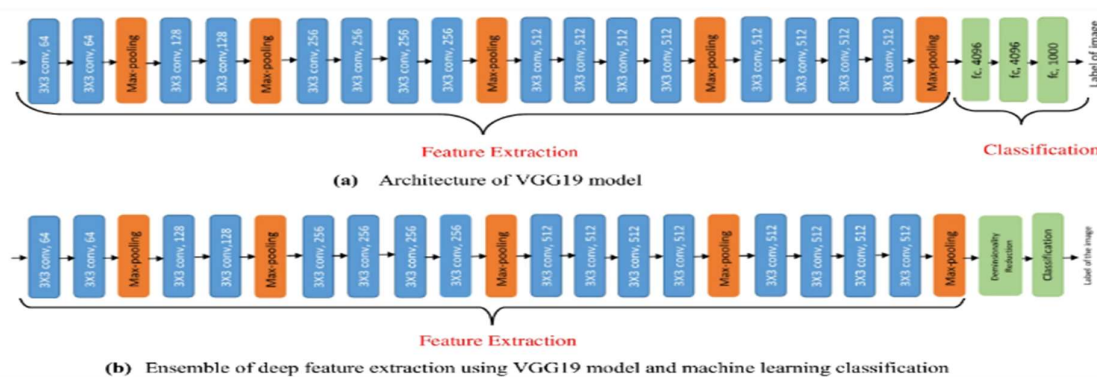 3X3 conv, 64
3X3 conv, 64
Max-pooling
3X3 conv, 128
3X3 conv,128
Max-pooling
3X3 conv, 256
3X3 conv, 256
3X3 conv, 256
3X3 conv, 256
Max-pooling
3X3 conv, 512
3X3 conv, 512
3X3 conv, 512
3X3 conv, 512
Max-pooling
3X3 conv, 512
3X3 conv, 512
3X3 conv, 512
3X3 conv, 512
Max-pooling
fc, 4096
fc, 4096
fc, 1000
Label of image
Feature Extraction
Classification
(a) Architecture of VGG19 model
3X3 conv, 64
3X3 conv, 64
Max-pooling
3X3 conv, 128
3X3 conv,128
Max-pooling
3X3 conv, 256
3X3 conv, 256
3X3 conv, 256
3X3 conv, 256
Max-pooling
3X3 conv, 512
3X3 conv, 512
3X3 conv, 512
3X3 conv, 512
Max-pooling
3X3 conv, 512
3X3 conv, 512
3X3 conv, 512
3X3 conv, 512
Max-pooling
Reduction
Classification
Label of the image
Feature Extraction
(b) Ensemble of deep feature extraction using VGG19 model and machine learning classification